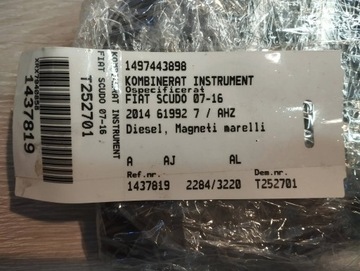 1497443898
KOMBINERAT INSTRUMENT
Ospecificerat
FIAT SCUDO 07-16
2014 61992 7 / AHZ
Diesel, Magneti marelli
A AJ AL
Ref.nr. Dem.nr.
1437819 2284/3220 T252701
KOMBINERAT INSTRUMENT
FIAT SCUDO 07-16
T252701
1437819